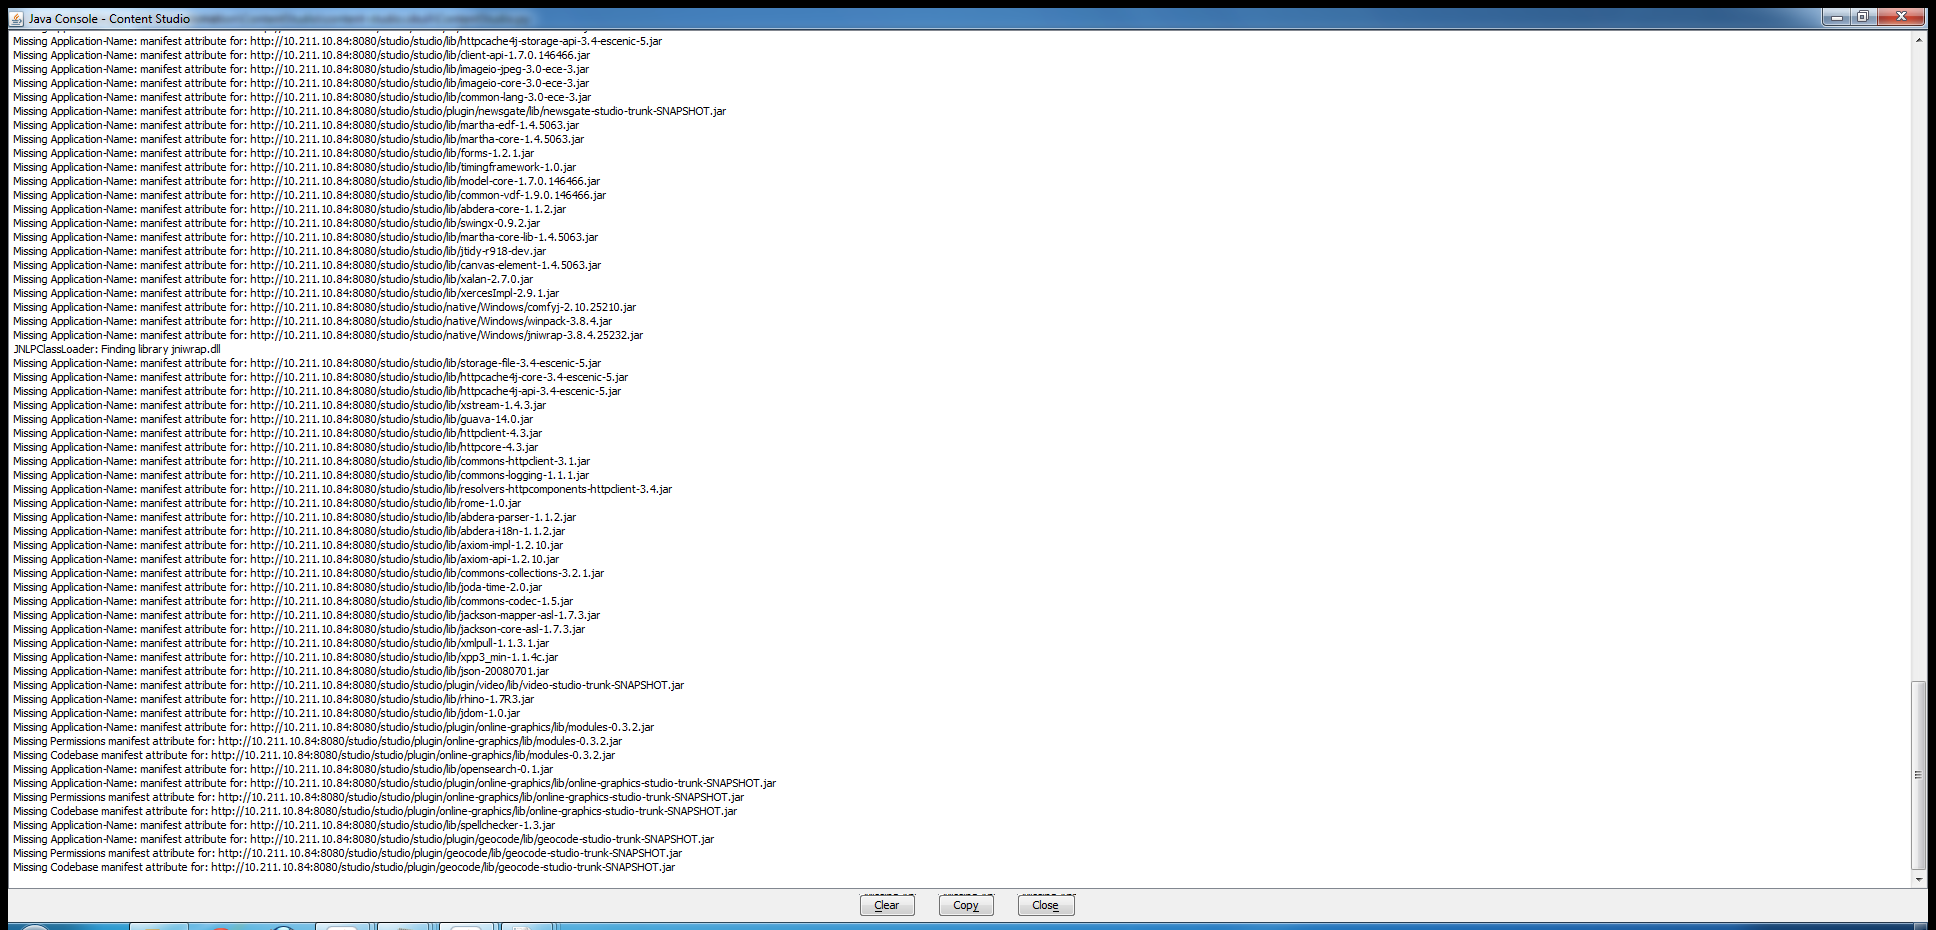 Java Console - Content Studio
Missing Application-Name: manifest attribute for: http://10.211.10.84:8080/studio/studio/lib/httpcache4j-storage-api-3.4-escenic-5.jar
Missing Application-Name: manifest attribute for: http://10.211.10.84:8080/studio/studio/lib/client-api-1.7.0.146466.jar
Missing Application-Name: manifest attribute for: http://10.211.10.84:8080/studio/studio/lib/imageio-jpeg-3.0-ece-3.jar
Missing Application-Name: manifest attribute for: http://10.211.10.84:8080/studio/studio/lib/imageio-core-3.0-ece-3.jar
Missing Application-Name: manifest attribute for: http://10.211.10.84:8080/studio/studio/lib/common-lang-3.0-ece-3.jar
Missing Application-Name: manifest attribute for: http://10.211.10.84:8080/studio/studio/plugin/newsgate/lib/newsgate-studio-trunk-SNAPSHOT.jar
Missing Application-Name: manifest attribute for: http://10.211.10.84:8080/studio/studio/lib/martha-edf-1.4.5063.jar
Missing Application-Name: manifest attribute for: http://10.211.10.84:8080/studio/studio/lib/martha-core-1.4.5063.jar
Missing Application-Name: manifest attribute for: http://10.211.10.84:8080/studio/studio/lib/forms-1.2.1.jar
Missing Application-Name: manifest attribute for: http://10.211.10.84:8080/studio/studio/lib/timingframework-1.0.jar
Missing Application-Name: manifest attribute for: http://10.211.10.84:8080/studio/studio/lib/model-core-1.7.0.146466.jar
Missing Application-Name: manifest attribute for: http://10.211.10.84:8080/studio/studio/lib/common-vdf-1.9.0.146466.jar
Missing Application-Name: manifest attribute for: http://10.211.10.84:8080/studio/studio/lib/abdera-core-1.1.2.jar
Missing Application-Name: manifest attribute for: http://10.211.10.84:8080/studio/studio/lib/swingx-0.9.2.jar
Missing Application-Name: manifest attribute for: http://10.211.10.84:8080/studio/studio/lib/martha-core-lib-1.4.5063.jar
Missing Application-Name: manifest attribute for: http://10.211.10.84:8080/studio/studio/lib/jtidy-r918-dev.jar
Missing Application-Name: manifest attribute for: http://10.211.10.84:8080/studio/studio/lib/canvas-element-1.4.5063.jar
Missing Application-Name: manifest attribute for: http://10.211.10.84:8080/studio/studio/lib/xalan-2.7.0.jar
Missing Application-Name: manifest attribute for: http://10.211.10.84:8080/studio/studio/lib/xercesImpl-2.9.1.jar
Missing Application-Name: manifest attribute for: http://10.211.10.84:8080/studio/studio/native/Windows/comfyj-2.10.25210.jar
Missing Application-Name: manifest attribute for: http://10.211.10.84:8080/studio/studio/native/Windows/winpack-3.8.4.jar
Missing Application-Name: manifest attribute for: http://10.211.10.84:8080/studio/studio/native/Windows/jniwrap-3.8.4.25232.jar
JNLPClassLoader: Finding library jniwrap.dll
Missing Application-Name: manifest attribute for: http://10.211.10.84:8080/studio/studio/lib/storage-file-3.4-escenic-5.jar
Missing Application-Name: manifest attribute for: http://10.211.10.84:8080/studio/studio/lib/httpcache4j-core-3.4-escenic-5.jar
Missing Application-Name: manifest attribute for: http://10.211.10.84:8080/studio/studio/lib/httpcache4j-api-3.4-escenic-5.jar
Missing Application-Name: manifest attribute for: http://10.211.10.84:8080/studio/studio/lib/xstream-1.4.3.jar
Missing Application-Name: manifest attribute for: http://10.211.10.84:8080/studio/studio/lib/guava-14.0.jar
Missing Application-Name: manifest attribute for: http://10.211.10.84:8080/studio/studio/lib/httpclient-4.3.jar
Missing Application-Name: manifest attribute for: http://10.211.10.84:8080/studio/studio/lib/httpcore-4.3.jar
Missing Application-Name: manifest attribute for: http://10.211.10.84:8080/studio/studio/lib/commons-httpclient-3.1.jar
Missing Application-Name: manifest attribute for: http://10.211.10.84:8080/studio/studio/lib/commons-logging-1.1.1.jar
Missing Application-Name: manifest attribute for: http://10.211.10.84:8080/studio/studio/lib/resolvers-httpcomponents-httpclient-3.4.jar
Missing Application-Name: manifest attribute for: http://10.211.10.84:8080/studio/studio/lib/rome-1.0.jar
Missing Application-Name: manifest attribute for: http://10.211.10.84:8080/studio/studio/lib/abdera-parser-1.1.2.jar
Missing Application-Name: manifest attribute for: http://10.211.10.84:8080/studio/studio/lib/abdera-i18n-1.1.2.jar
Missing Application-Name: manifest attribute for: http://10.211.10.84:8080/studio/studio/lib/axiom-impl-1.2.10.jar
Missing Application-Name: manifest attribute for: http://10.211.10.84:8080/studio/studio/lib/axiom-api-1.2.10.jar
Missing Application-Name: manifest attribute for: http://10.211.10.84:8080/studio/studio/lib/commons-collections-3.2.1.jar
Missing Application-Name: manifest attribute for: http://10.211.10.84:8080/studio/studio/lib/joda-time-2.0.jar
Missing Application-Name: manifest attribute for: http://10.211.10.84:8080/studio/studio/lib/commons-codec-1.5.jar
Missing Application-Name: manifest attribute for: http://10.211.10.84:8080/studio/studio/lib/jackson-mapper-asl-1.7.3.jar
Missing Application-Name: manifest attribute for: http://10.211.10.84:8080/studio/studio/lib/jackson-core-asl-1.7.3.jar
Missing Application-Name: manifest attribute for: http://10.211.10.84:8080/studio/studio/lib/xmlpull-1.1.3.1.jar
Missing Application-Name: manifest attribute for: http://10.211.10.84:8080/studio/studio/lib/xpp3_min-1.1.4c.jar
Missing Application-Name: manifest attribute for: http://10.211.10.84:8080/studio/studio/lib/json-20080701.jar
Missing Application-Name: manifest attribute for: http://10.211.10.84:8080/studio/studio/plugin/video/lib/video-studio-trunk-SNAPSHOT.jar
Missing Application-Name: manifest attribute for: http://10.211.10.84:8080/studio/studio/lib/rhino-1.7R3.jar
Missing Application-Name: manifest attribute for: http://10.211.10.84:8080/studio/studio/lib/jdom-1.0.jar
Missing Application-Name: manifest attribute for: http://10.211.10.84:8080/studio/studio/plugin/online-graphics/lib/modules-0.3.2.jar
Missing Permissions manifest attribute for: http://10.211.10.84:8080/studio/studio/plugin/online-graphics/lib/modules-0.3.2.jar
Missing Codebase manifest attribute for: http://10.211.10.84:8080/studio/studio/plugin/online-graphics/lib/modules-0.3.2.jar
Missing Application-Name: manifest attribute for: http://10.211.10.84:8080/studio/studio/lib/opensearch-0.1.jar
Missing Application-Name: manifest attribute for: http://10.211.10.84:8080/studio/studio/plugin/online-graphics/lib/online-graphics-studio-trunk-SNAPSHOT.jar
Missing Permissions manifest attribute for: http://10.211.10.84:8080/studio/studio/plugin/online-graphics/lib/online-graphics-studio-trunk-SNAPSHOT.jar
Missing Codebase manifest attribute for: http://10.211.10.84:8080/studio/studio/plugin/online-graphics/lib/online-graphics-studio-trunk-SNAPSHOT.jar
Missing Application-Name: manifest attribute for: http://10.211.10.84:8080/studio/studio/lib/spellchecker-1.3.jar
Missing Application-Name: manifest attribute for: http://10.211.10.84:8080/studio/studio/plugin/geocode/lib/geocode-studio-trunk-SNAPSHOT.jar
Missing Permissions manifest attribute for: http://10.211.10.84:8080/studio/studio/plugin/geocode/lib/geocode-studio-trunk-SNAPSHOT.jar
Missing Codebase manifest attribute for: http://10.211.10.84:8080/studio/studio/plugin/geocode/lib/geocode-studio-trunk-SNAPSHOT.jar
Clear Copy Close